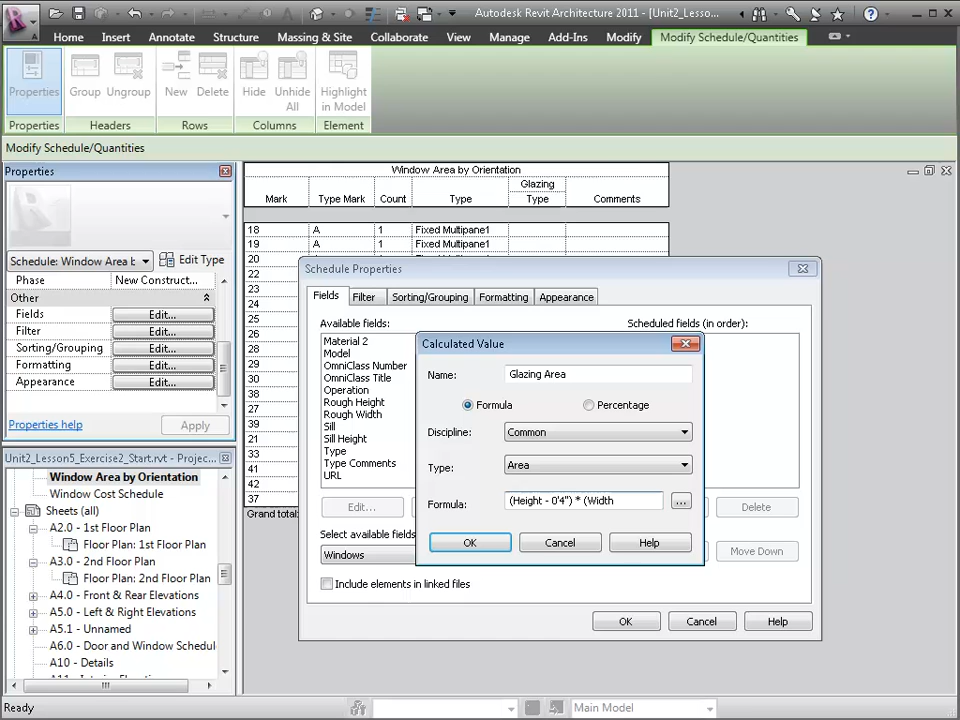 Autodesk Revit Architecture 2011 - [Unit2_Lesso...
Home Insert Annotate Structure Massing & Site Collaborate View Manage Add-Ins Modify Modify Schedule/Quantities
Properties Group Ungroup New Delete Hide Unhide All Highlight in Model
Properties Headers Rows Columns Element
Modify Schedule/Quantities
Properties
Schedule: Window Area b Edit Type
Phase New Construct...
Other
Fields Edit...
Filter Edit...
Sorting/Grouping Edit...
Formatting Edit...
Appearance Edit...
Properties help Apply
Unit2_Lesson5_Exercise2_Start.rvt - Projec...
Window Area by Orientation
Window Cost Schedule
Sheets (all)
A2.0 - 1st Floor Plan
Floor Plan: 1st Floor Plan
A3.0 - 2nd Floor Plan
Floor Plan: 2nd Floor Plan
A4.0 - Front & Rear Elevations
A5.0 - Left & Right Elevations
A5.1 - Unnamed
A6.0 - Door and Window Schedul
A10 - Details
Window Area by Orientation
Mark Type Mark Count Type Glazing Type Comments
18 A 1 Fixed Multipane1
19 A 1 Fixed Multipane1
20
22
23
24
25
26
28
29
30
38
27
39
21
33
41
42
37
Grand total:
Schedule Properties
Fields Filter Sorting/Grouping Formatting Appearance
Available fields: Scheduled fields (in order):
Material 2
Model
OmniClass Number
OmniClass Title
Operation
Rough Height
Rough Width
Sill
Sill Height
Type
Type Comments
URL
Edit... Delete
Select available fields
Windows Move Down
Include elements in linked files
OK Cancel Help
Calculated Value
Name: Glazing Area
Formula Percentage
Discipline: Common
Type: Area
Formula: (Height - 0'4") * (Width ...
OK Cancel Help
Ready Main Model